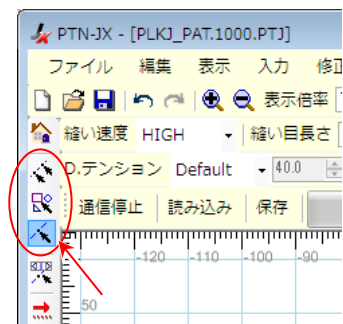 PTN-JX - [PLKJ_PAT.1000.PTJ]
ファイル 編集 表示 入力 修正
表示倍率
縫い速度 HIGH 縫い目長さ
D.テンション Default 40.0
通信停止 読み込み 保存
-120 -110 -100 -90
50